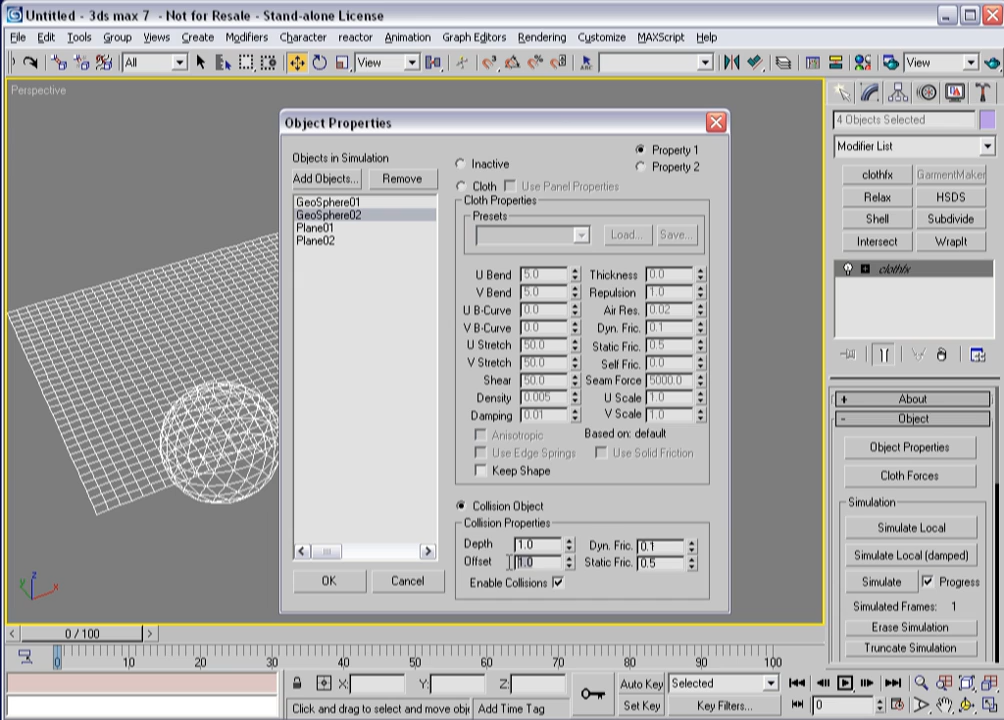 Untitled - 3ds max 7 - Not for Resale - Stand-alone License
File Edit Tools Group Views Create Modifiers Character reactor Animation Graph Editors Rendering Customize MAXScript Help
All View View
Perspective
4 Objects Selected
Modifier List
clothfx GarmentMaker
Relax HSDS
Shell Subdivide
Intersect WrapIt
clothfx
+ About
- Object
Object Properties
Cloth Forces
Simulation
Simulate Local
Simulate Local (damped)
Simulate Progress
Simulated Frames: 1
Erase Simulation
Truncate Simulation
Object Properties
Objects in Simulation
Add Objects... Remove
GeoSphere01
GeoSphere02
Plane01
Plane02
OK Cancel
Property 1
Inactive
Property 2
Cloth Use Panel Properties
Cloth Properties
Presets
Load... Save...
U Bend 5.0 Thickness 0.0
V Bend 5.0 Repulsion 1.0
U B-Curve 0.0 Air Res. 0.02
V B-Curve 0.0 Dyn. Fric. 0.1
U Stretch 50.0 Static Fric. 0.5
V Stretch 50.0 Self Fric. 0.0
Shear 50.0 Seam Force 5000.0
Density 0.005 U Scale 1.0
Damping 0.01 V Scale 1.0
Anisotropic Based on: default
Use Edge Springs Use Solid Friction
Keep Shape
Collision Object
Collision Properties
Depth 1.0 Dyn. Fric. 0.1
Offset 1.0 Static Fric. 0.5
Enable Collisions
z
y x
< 0 / 100 >
0 10 20 30 40 50 60 70 80 90 100
X: Y: Z: Auto Key Selected
Click and drag to select and move obje Add Time Tag Set Key Key Filters... 0